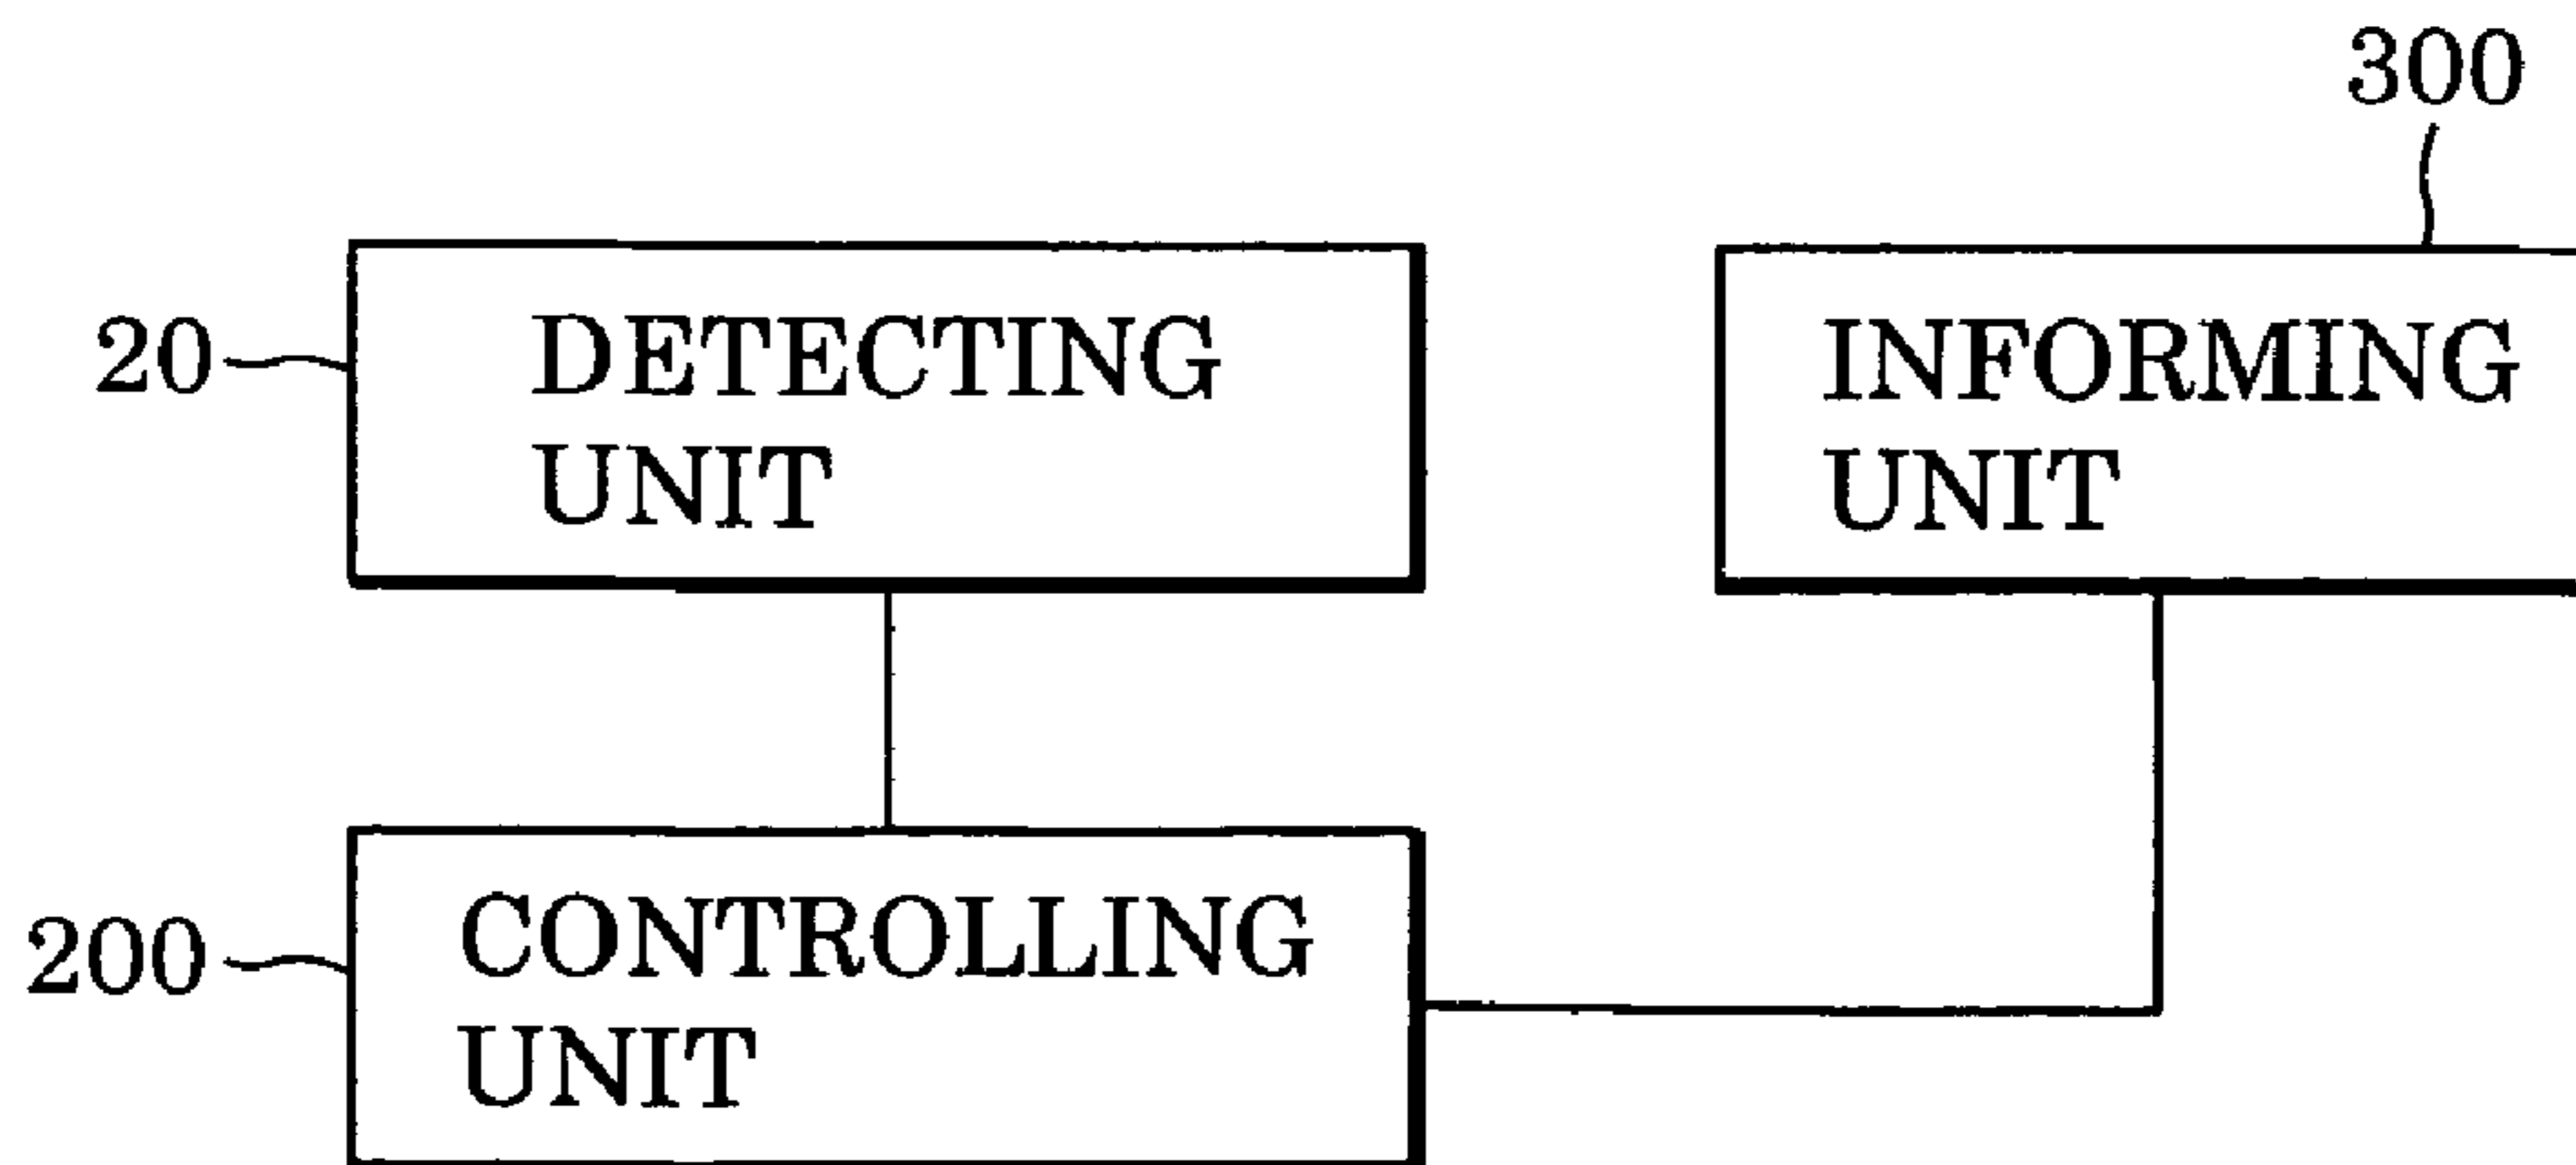 300
20
DETECTING
UNIT
INFORMING
UNIT
200
CONTROLLING
UNIT